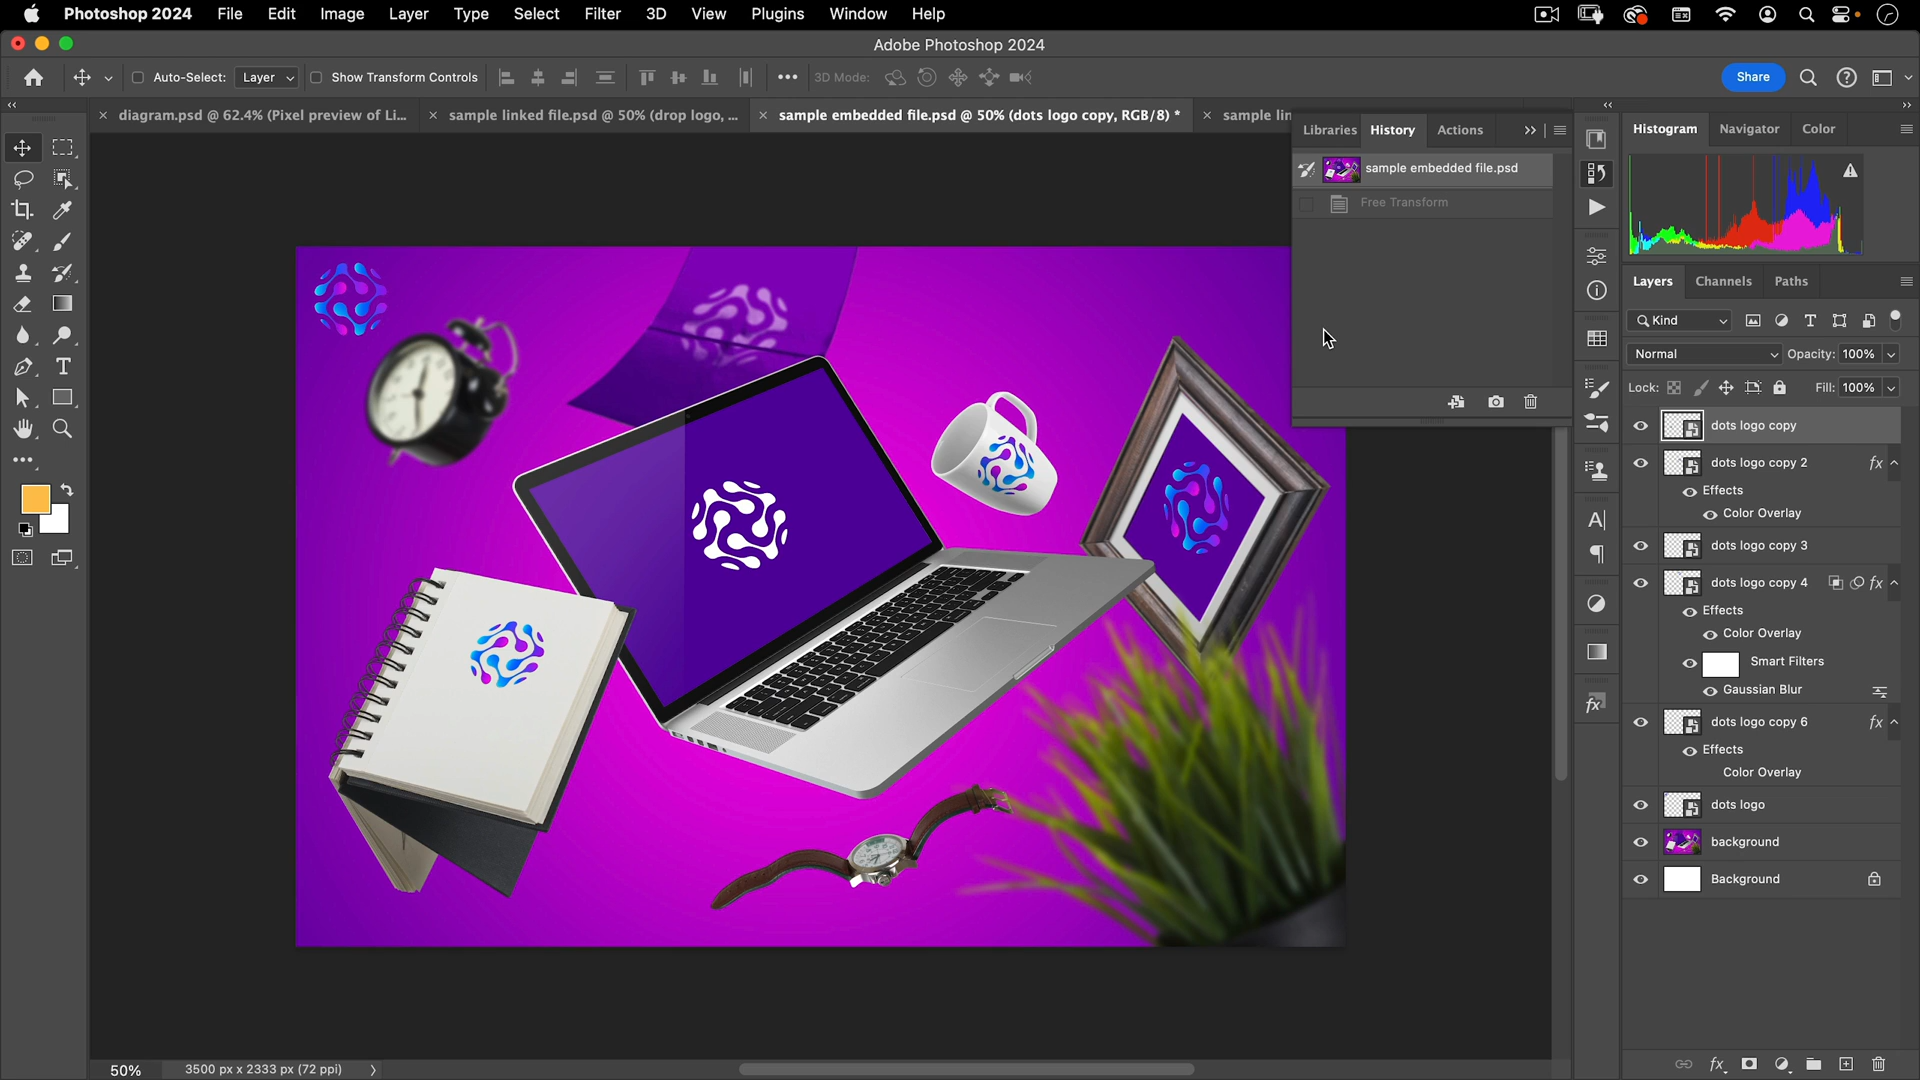 Photoshop 2024 File Edit Image Layer Type Select Filter 3D View Plugins Window Help
Adobe Photoshop 2024
Auto-Select: Layer Show Transform Controls 3D Mode: Share
diagram.psd @ 62.4% (Pixel preview of Li... sample linked file.psd @ 50% (drop logo, ... sample embedded file.psd @ 50% (dots logo copy, RGB/8) * sample lin
Libraries History Actions
sample embedded file.psd
Free Transform
Histogram Navigator Color
Layers Channels Paths
Kind
Normal Opacity: 100%
Lock: Fill: 100%
dots logo copy
dots logo copy 2 fx
Effects
Color Overlay
dots logo copy 3
dots logo copy 4 fx
Effects
Color Overlay
Smart Filters
Gaussian Blur
dots logo copy 6 fx
Effects
Color Overlay
dots logo
background
Background
50% 3500 px x 2333 px (72 ppi)